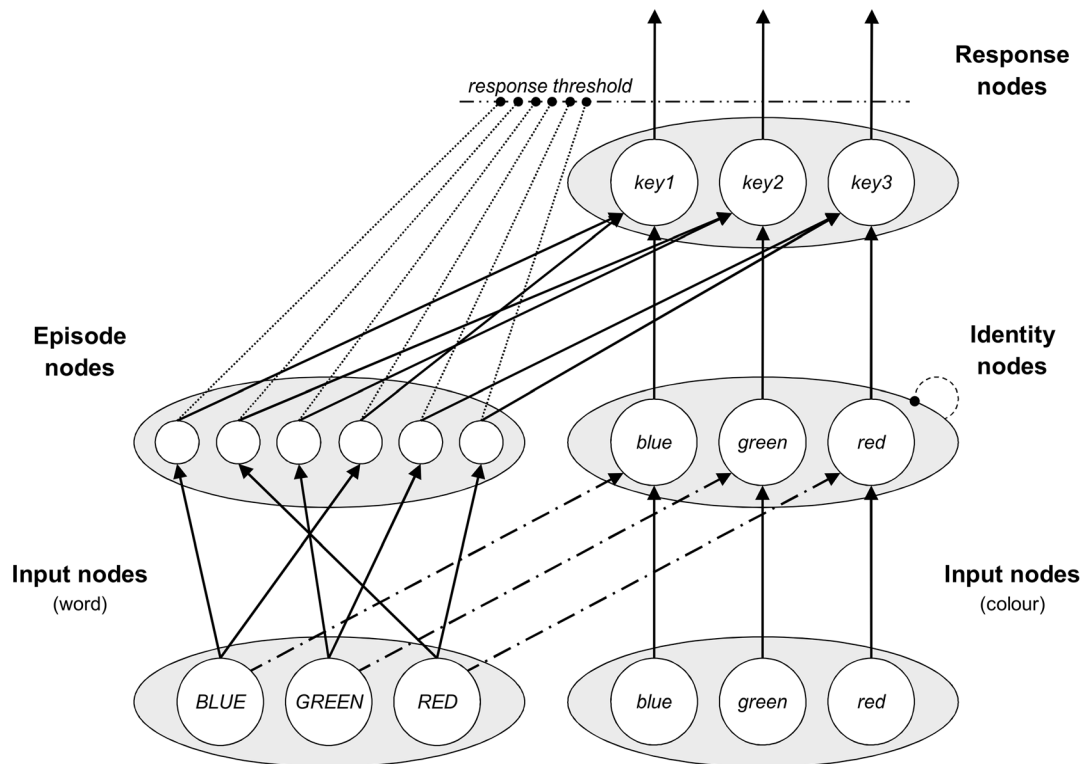 Response
nodes
response threshold
key1
key2
key3
Episode
nodes
Identity
nodes
blue
green
red
Input nodes
(word)
Input nodes
(colour)
BLUE
GREEN
RED
blue
green
red